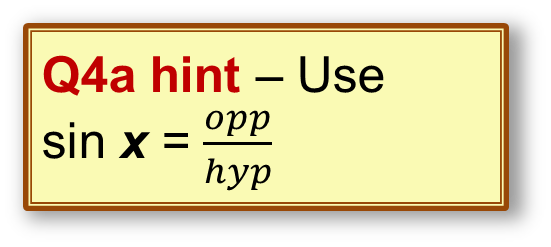 Q4a hint – Use
sin x = opp/hyp